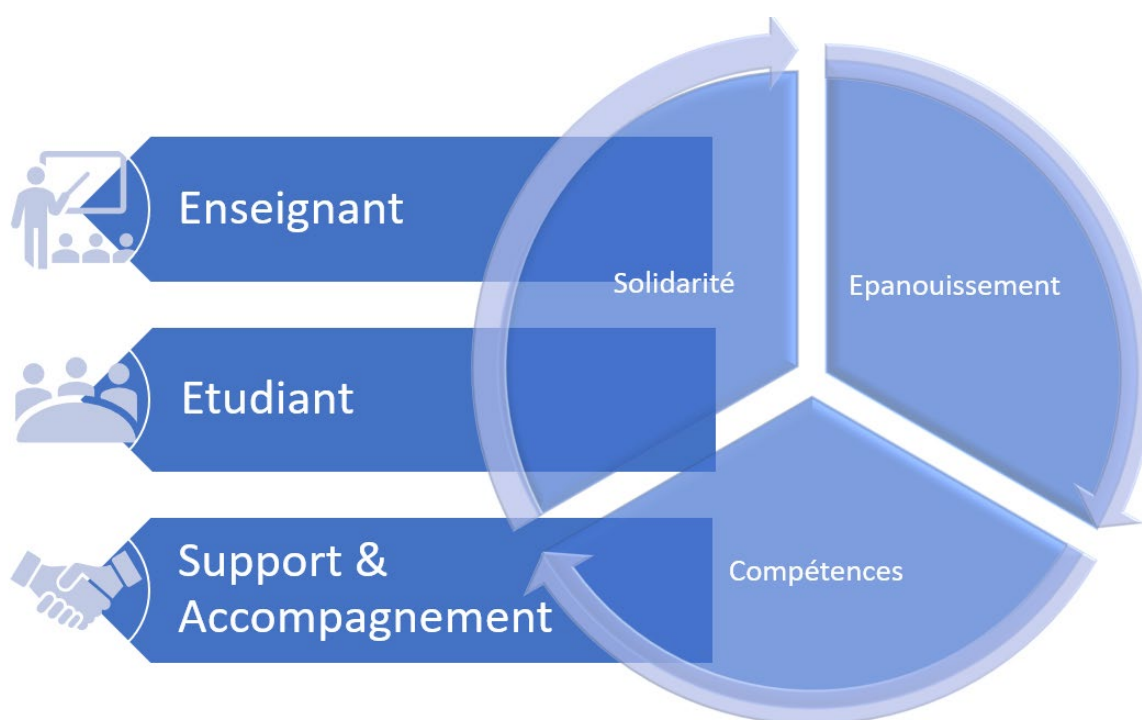 Enseignant
Etudiant
Support &
Accompagnement
Solidarité
Epanouissement
Compétences